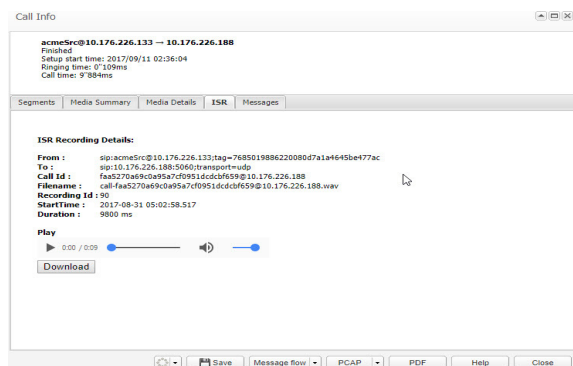 Call Info
acmeSrc@10.176.226.133 → 10.176.226.188
Finished
Setup start time: 2017/09/11 02:36:04
Ringing time: 0"109ms
Call time: 9"884ms
Segments Media Summary Media Details ISR Messages
ISR Recording Details:
From : sip:acmeSrc@10.176.226.133;tag=7685019886220080d7a1a4645be477ac
To : sip:10.176.226.188:5060;transport=udp
Call Id : faa5270a69c0a95a7cf0951dcdcbf659@10.176.226.188
Filename : call-faa5270a69c0a95a7cf0951dcdcbf659@10.176.226.188.wav
Recording Id : 90
StartTime : 2017-08-31 05:02:58.517
Duration : 9800 ms
Play
0:00 / 0:09
Download
Save Message flow PCAP PDF Help Close